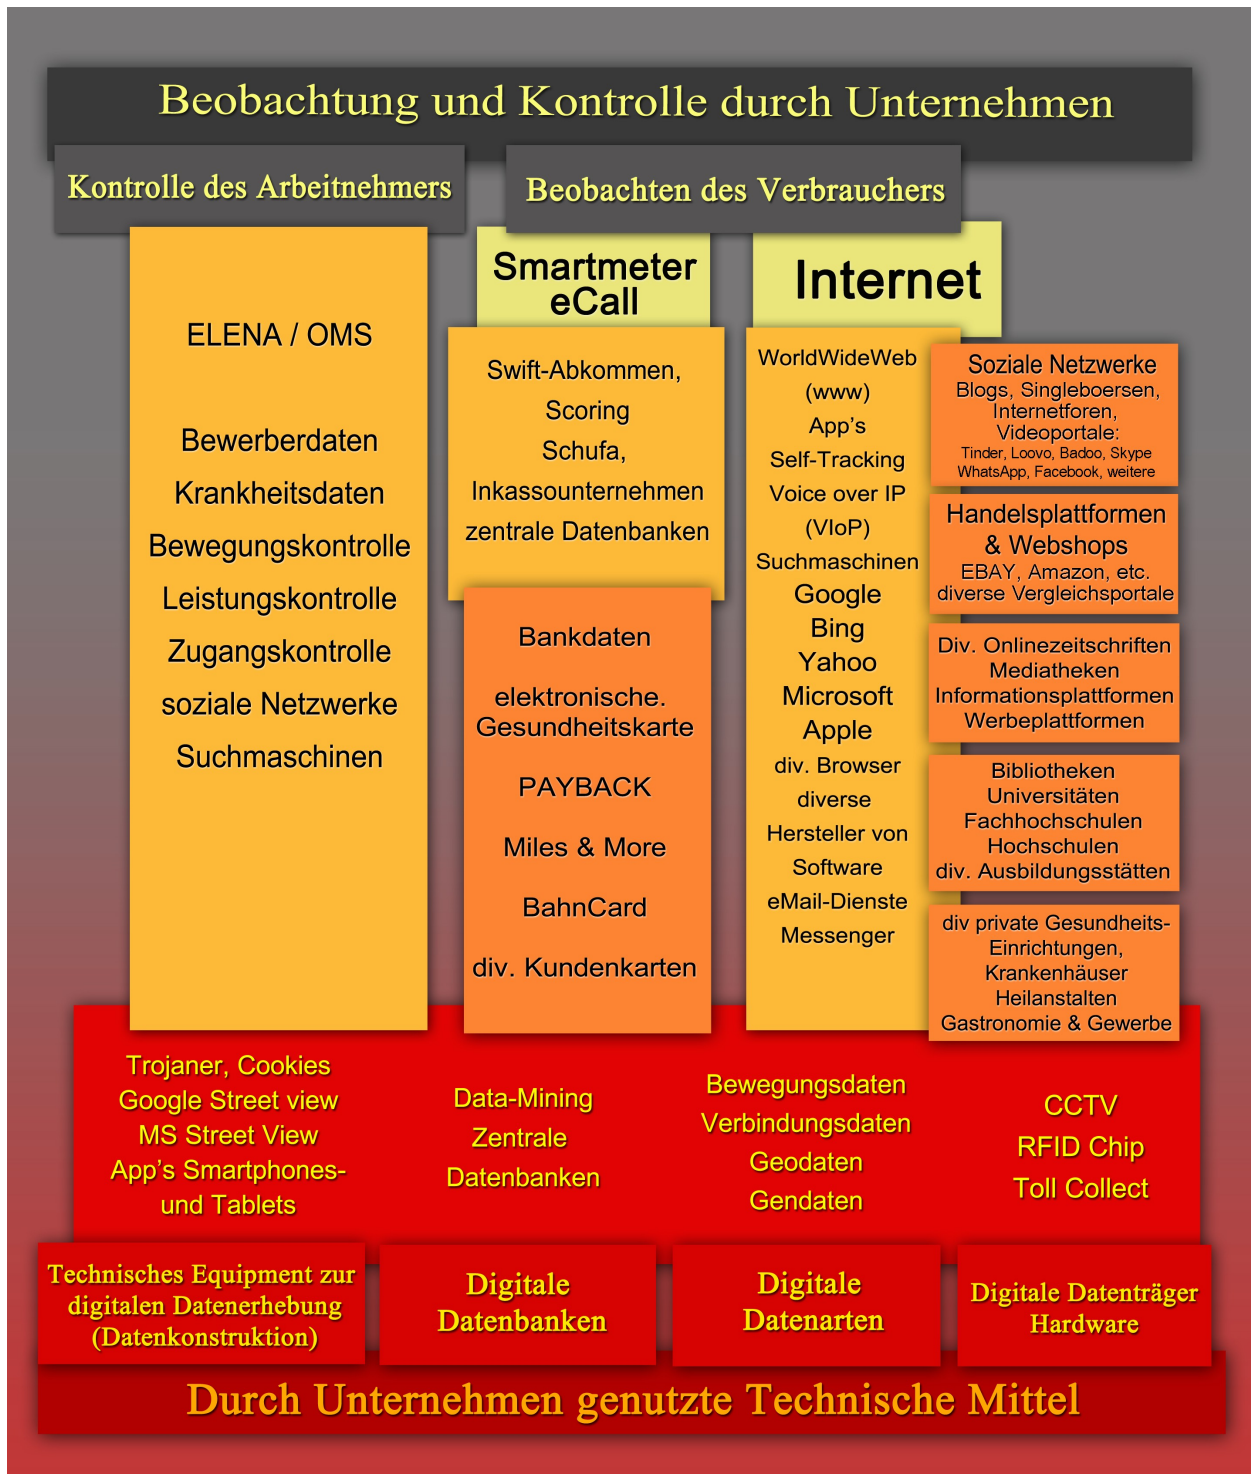 Beobachtung und Kontrolle durch Unternehmen
Kontrolle des Arbeitnehmers
Beobachten des Verbrauchers
ELENA / OMS
Bewerberdaten
Krankheitsdaten
Bewegungskontrolle
Leistungskontrolle
Zugangskontrolle
soziale Netzwerke
Suchmaschinen
Smartmeter
eCall
Swift-Abkommen,
Scoring
Schufa,
Inkassounternehmen
zentrale Datenbanken
Bankdaten
elektronische.
Gesundheitskarte
PAYBACK
Miles & More
BahnCard
div. Kundenkarten
Internet
WorldWideWeb
(www)
App's
Self-Tracking
Voice over IP
(VIoP)
Suchmaschinen
Google
Bing
Yahoo
Microsoft
Apple
div. Browser
diverse
Hersteller von
Software
eMail-Dienste
Messenger
Soziale Netzwerke
Blogs, Singleboersen,
Internetforen,
Videoportale:
Tinder, Loovo, Badoo, Skype
WhatsApp, Facebook, weitere
Handelsplattformen
& Webshops
EBAY, Amazon, etc.
diverse Vergleichsportale
Div. Onlinezeitschriften
Mediatheken
Informationsplattformen
Werbeplattformen
Bibliotheken
Universitäten
Fachhochschulen
Hochschulen
div. Ausbildungsstätten
div private Gesundheits-
Einrichtungen,
Krankenhäuser
Heilanstalten
Gastronomie & Gewerbe
Trojaner, Cookies
Google Street view
MS Street View
App's Smartphones-
und Tablets
Data-Mining
Zentrale
Datenbanken
Bewegungsdaten
Verbindungsdaten
Geodaten
Gendaten
CCTV
RFID Chip
Toll Collect
Technisches Equipment zur
digitalen Datenerhebung
(Datenkonstruktion)
Digitale
Datenbanken
Digitale
Datenarten
Digitale Datenträger
Hardware
Durch Unternehmen genutzte Technische Mittel